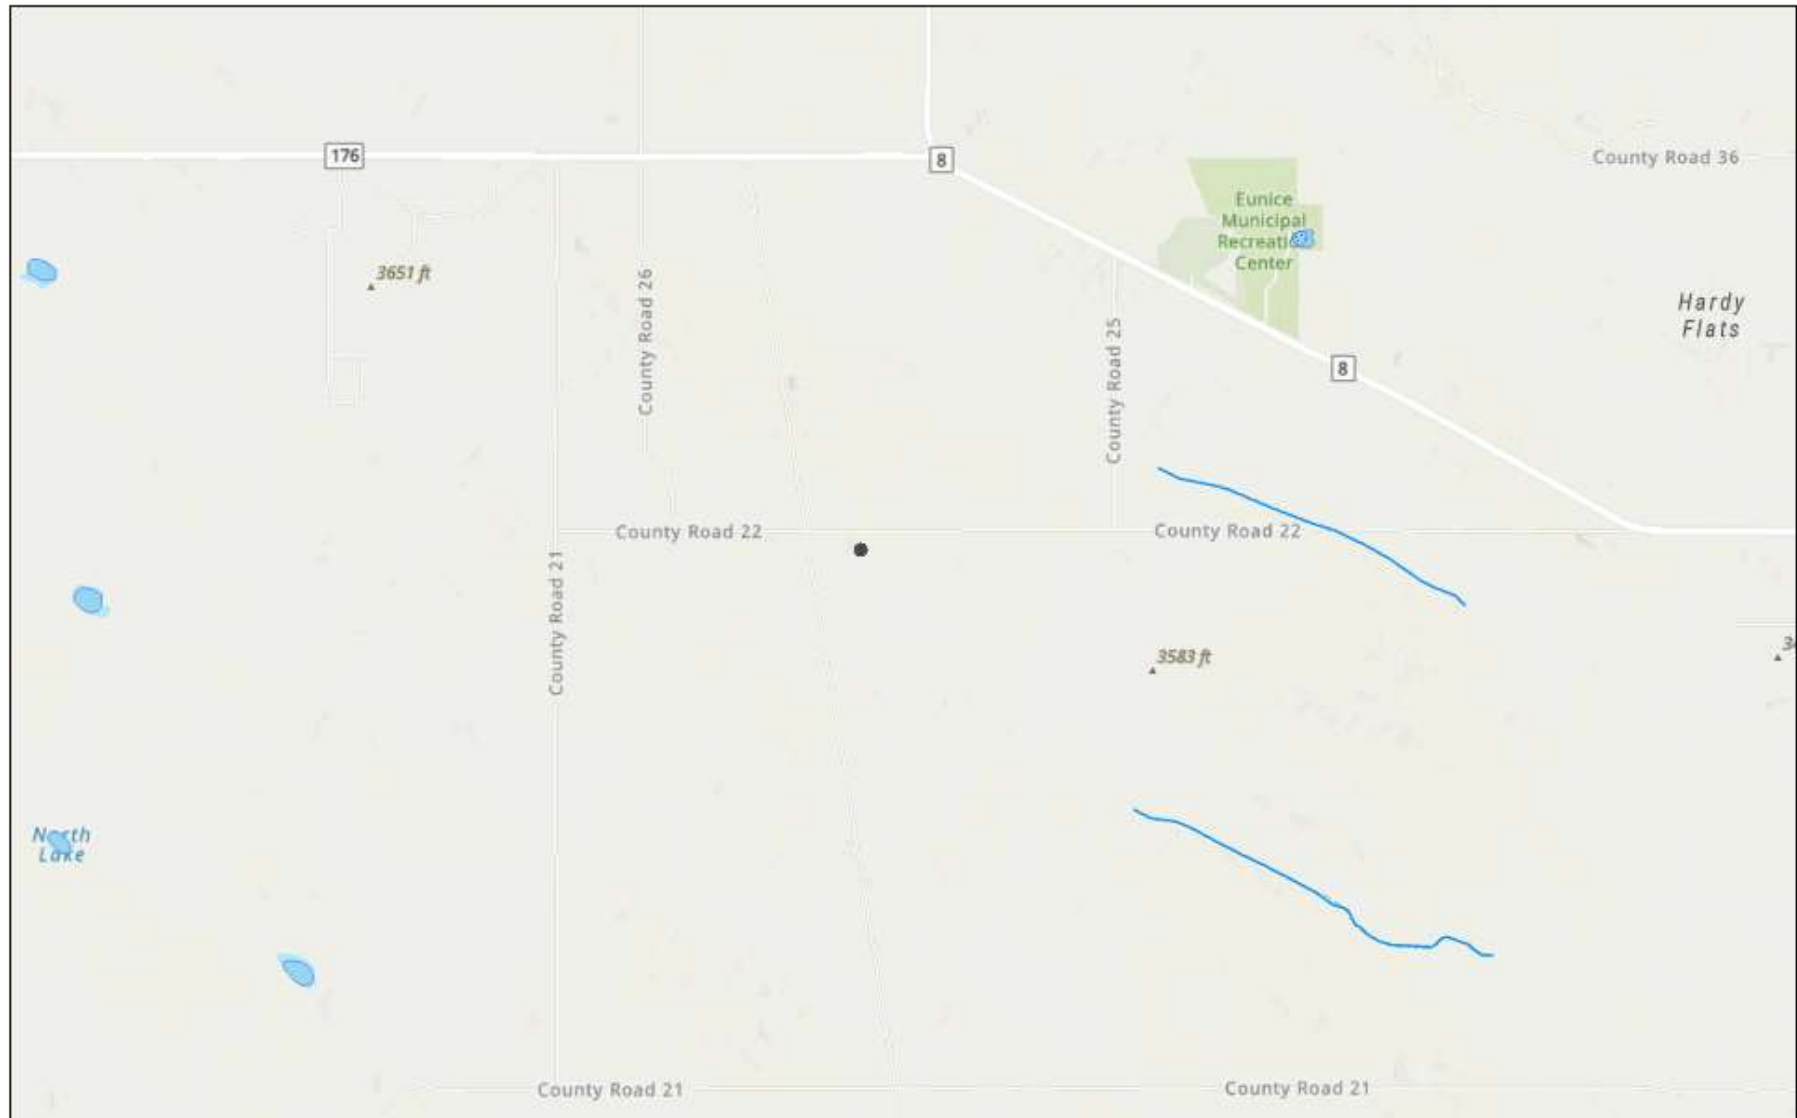 176
8
County Road 36
Eunice
Municipal
Recreati
Center
3651 ft
County Road 26
Hardy
Flats
County Road 25
8
County Road 22
County Road 22
County Road 21
3583 ft
North
Lake
County Road 21
County Road 21